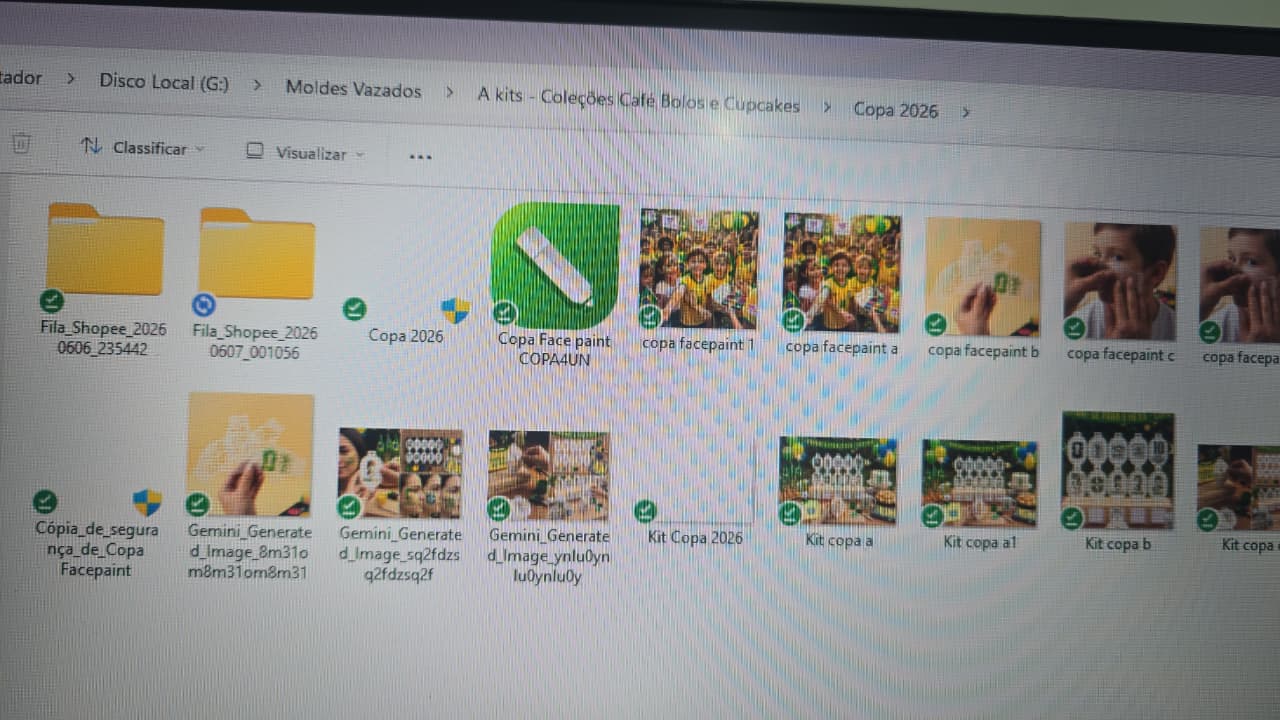 tador > Disco Local (G:) > Moldes Vazados > A kits - Coleções Café Bolos e Cupcakes > Copa 2026 >
Classificar
Visualizar
...
Fila_Shopee_2026
0606_235442
Fila_Shopee_2026
0607_001056
Copa 2026
Copa Face paint
COPA4UN
copa facepaint 1
copa facepaint a
copa facepaint b
copa facepaint c
copa facepa
Cópia_de_segura
nça_de_Copa
Facepaint
Gemini_Generate
d_Image_8m31o
m8m31om8m31
Gemini_Generate
d_Image_sq2fdzs
q2fdzsq2f
Gemini_Generate
d_Image_ynlu0yn
lu0ynlu0y
Kit Copa 2026
Kit copa a
Kit copa a1
Kit copa b
Kit copa